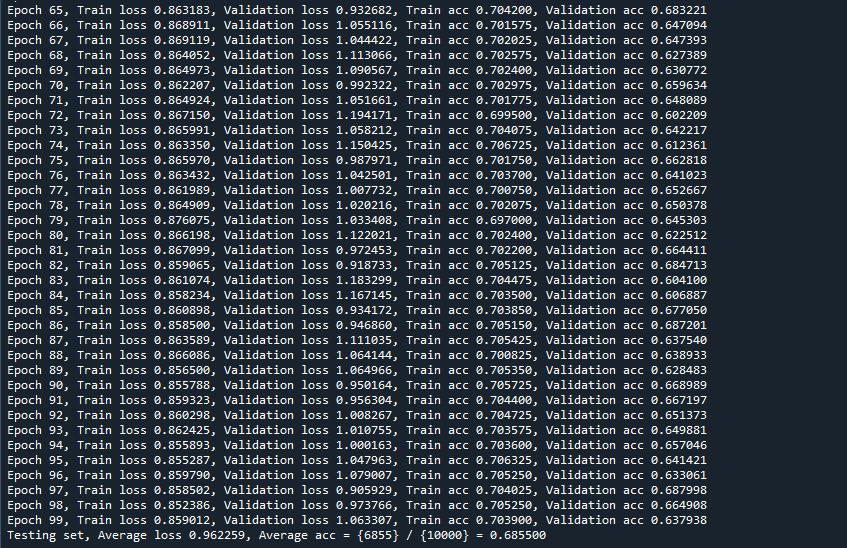 Epoch 65, Train loss 0.863183, Validation loss 0.932682, Train acc 0.704200, Validation acc 0.683221
Epoch 66, Train loss 0.868911, Validation loss 1.055116, Train acc 0.701575, Validation acc 0.647094
Epoch 67, Train loss 0.869119, Validation loss 1.044422, Train acc 0.702025, Validation acc 0.647393
Epoch 68, Train loss 0.864052, Validation loss 1.113066, Train acc 0.702575, Validation acc 0.627389
Epoch 69, Train loss 0.864973, Validation loss 1.090567, Train acc 0.702400, Validation acc 0.630772
Epoch 70, Train loss 0.862207, Validation loss 0.992322, Train acc 0.702975, Validation acc 0.659634
Epoch 71, Train loss 0.864924, Validation loss 1.051661, Train acc 0.701775, Validation acc 0.648089
Epoch 72, Train loss 0.867150, Validation loss 1.194171, Train acc 0.699500, Validation acc 0.602209
Epoch 73, Train loss 0.865991, Validation loss 1.058212, Train acc 0.704075, Validation acc 0.642217
Epoch 74, Train loss 0.863350, Validation loss 1.150425, Train acc 0.706725, Validation acc 0.612361
Epoch 75, Train loss 0.865970, Validation loss 0.987971, Train acc 0.701750, Validation acc 0.662818
Epoch 76, Train loss 0.863432, Validation loss 1.042501, Train acc 0.703700, Validation acc 0.641023
Epoch 77, Train loss 0.861989, Validation loss 1.007732, Train acc 0.700750, Validation acc 0.652667
Epoch 78, Train loss 0.864909, Validation loss 1.020216, Train acc 0.702075, Validation acc 0.650378
Epoch 79, Train loss 0.876075, Validation loss 1.033408, Train acc 0.697000, Validation acc 0.645303
Epoch 80, Train loss 0.866198, Validation loss 1.122021, Train acc 0.702400, Validation acc 0.622512
Epoch 81, Train loss 0.867099, Validation loss 0.972453, Train acc 0.702200, Validation acc 0.664411
Epoch 82, Train loss 0.859065, Validation loss 0.918733, Train acc 0.705125, Validation acc 0.684713
Epoch 83, Train loss 0.861074, Validation loss 1.183299, Train acc 0.704475, Validation acc 0.604100
Epoch 84, Train loss 0.858234, Validation loss 1.167145, Train acc 0.703500, Validation acc 0.606887
Epoch 85, Train loss 0.860898, Validation loss 0.934172, Train acc 0.703850, Validation acc 0.677050
Epoch 86, Train loss 0.858500, Validation loss 0.946860, Train acc 0.705150, Validation acc 0.687201
Epoch 87, Train loss 0.863589, Validation loss 1.111035, Train acc 0.705425, Validation acc 0.637540
Epoch 88, Train loss 0.866086, Validation loss 1.064144, Train acc 0.700825, Validation acc 0.638933
Epoch 89, Train loss 0.856500, Validation loss 1.064966, Train acc 0.705350, Validation acc 0.628483
Epoch 90, Train loss 0.855788, Validation loss 0.950164, Train acc 0.705725, Validation acc 0.668989
Epoch 91, Train loss 0.859323, Validation loss 0.956304, Train acc 0.704400, Validation acc 0.667197
Epoch 92, Train loss 0.860298, Validation loss 1.008267, Train acc 0.704725, Validation acc 0.651373
Epoch 93, Train loss 0.862425, Validation loss 1.010755, Train acc 0.703575, Validation acc 0.649881
Epoch 94, Train loss 0.855893, Validation loss 1.000163, Train acc 0.703600, Validation acc 0.657046
Epoch 95, Train loss 0.855287, Validation loss 1.047963, Train acc 0.706325, Validation acc 0.641421
Epoch 96, Train loss 0.859790, Validation loss 1.079007, Train acc 0.705250, Validation acc 0.633061
Epoch 97, Train loss 0.858502, Validation loss 0.905929, Train acc 0.704025, Validation acc 0.687998
Epoch 98, Train loss 0.852386, Validation loss 0.973766, Train acc 0.705250, Validation acc 0.664908
Epoch 99, Train loss 0.859012, Validation loss 1.063307, Train acc 0.703900, Validation acc 0.637938
Testing set, Average loss 0.962259, Average acc = {6855} / {10000} = 0.685500